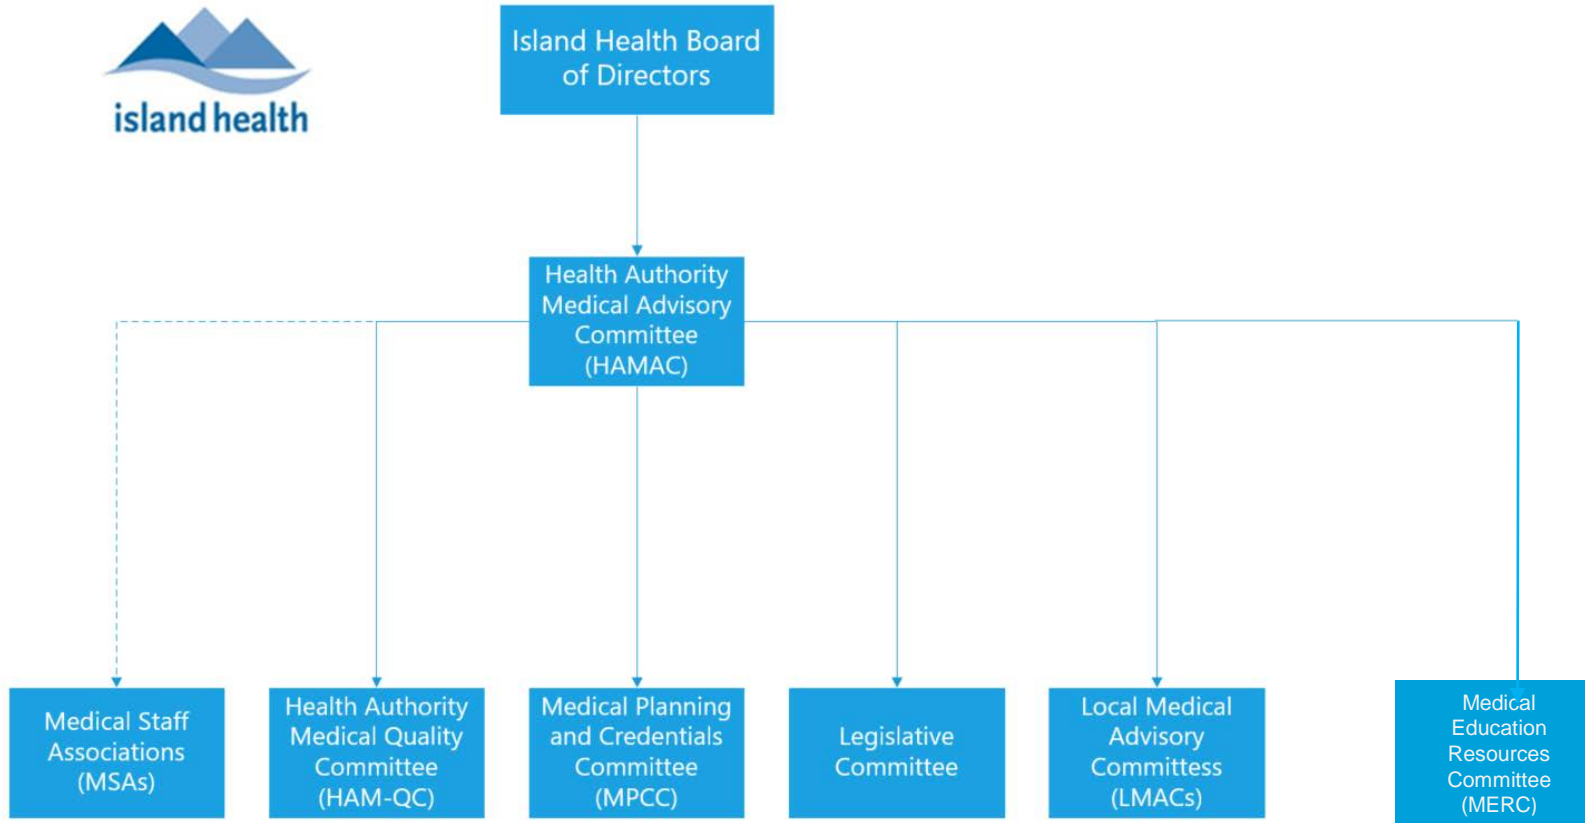 island health
Island Health Board
of Directors
Health Authority
Medical Advisory
Committee
(HAMAC)
Medical Staff
Associations
(MSAs)
Health Authority
Medical Quality
Committee
(HAM-QC)
Medical Planning
and Credentials
Committee
(MPCC)
Legislative
Committee
Local Medical
Advisory
Committess
(LMACs)
Medical
Education
Resources
Committee
(MERC)